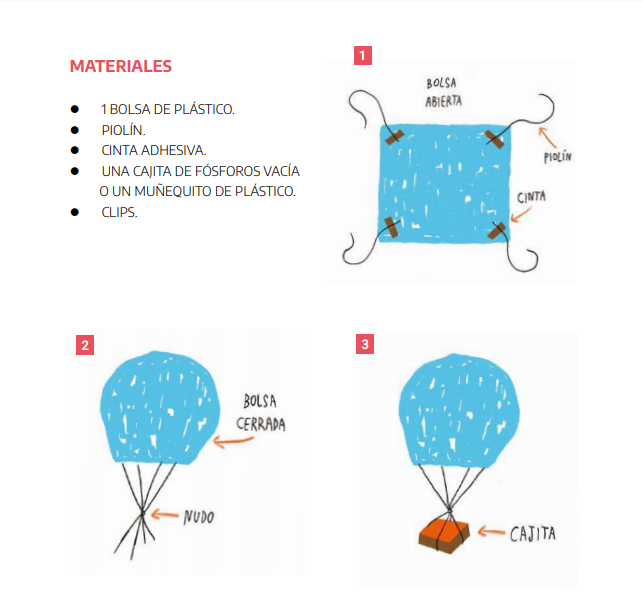 MATERIALES
● 1 BOLSA DE PLÁSTICO.
● PIOLÍN.
● CINTA ADHESIVA.
● UNA CAJITA DE FÓSFOROS VACÍA
O UN MUÑEQUITO DE PLÁSTICO.
● CLIPS.
1
BOLSA
ABIERTA
PIOLÍN
CINTA
2
BOLSA
CERRADA
NUDO
3
CAJITA